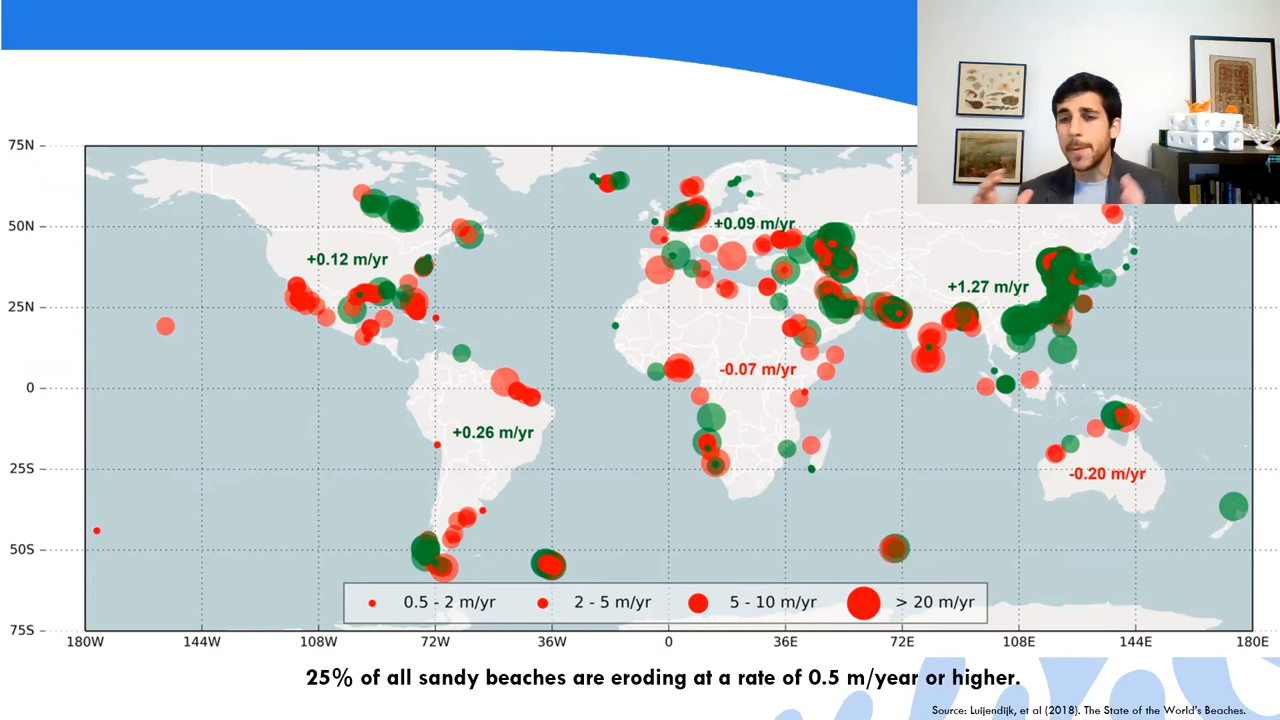 75N
50N
25N
0
25S
50S
75S
+0.12 m/yr
+0.09 m/yr
+1.27 m/yr
-0.07 m/yr
+0.26 m/yr
-0.20 m/yr
0.5 - 2 m/yr 2 - 5 m/yr 5 - 10 m/yr > 20 m/yr
180W 144W 108W 72W 36W 0 36E 72E 108E 144E 180E
25% of all sandy beaches are eroding at a rate of 0.5 m/year or higher.
Source: Luijendijk, et al (2018). The State of the World's Beaches.